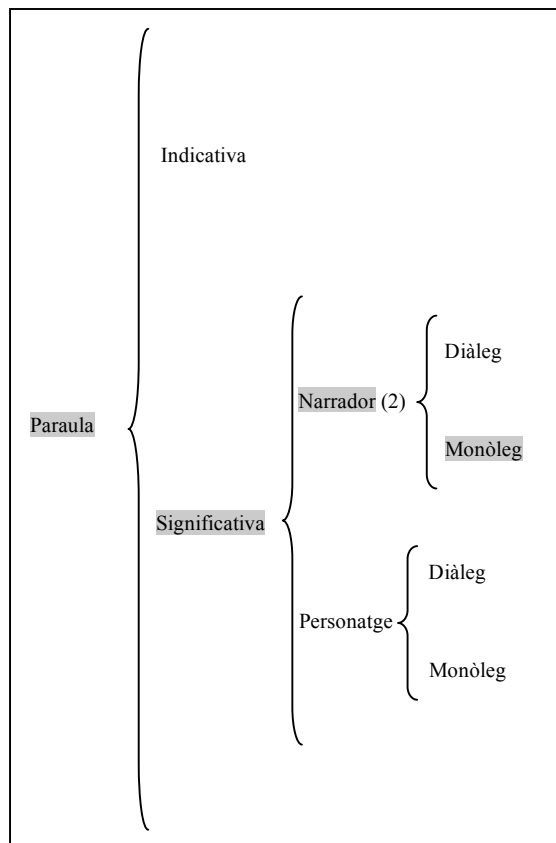 Indicativa
Diàleg
Narrador (2)
Paraula
Monòleg
Significativa
Diàleg
Personatge
Monòleg